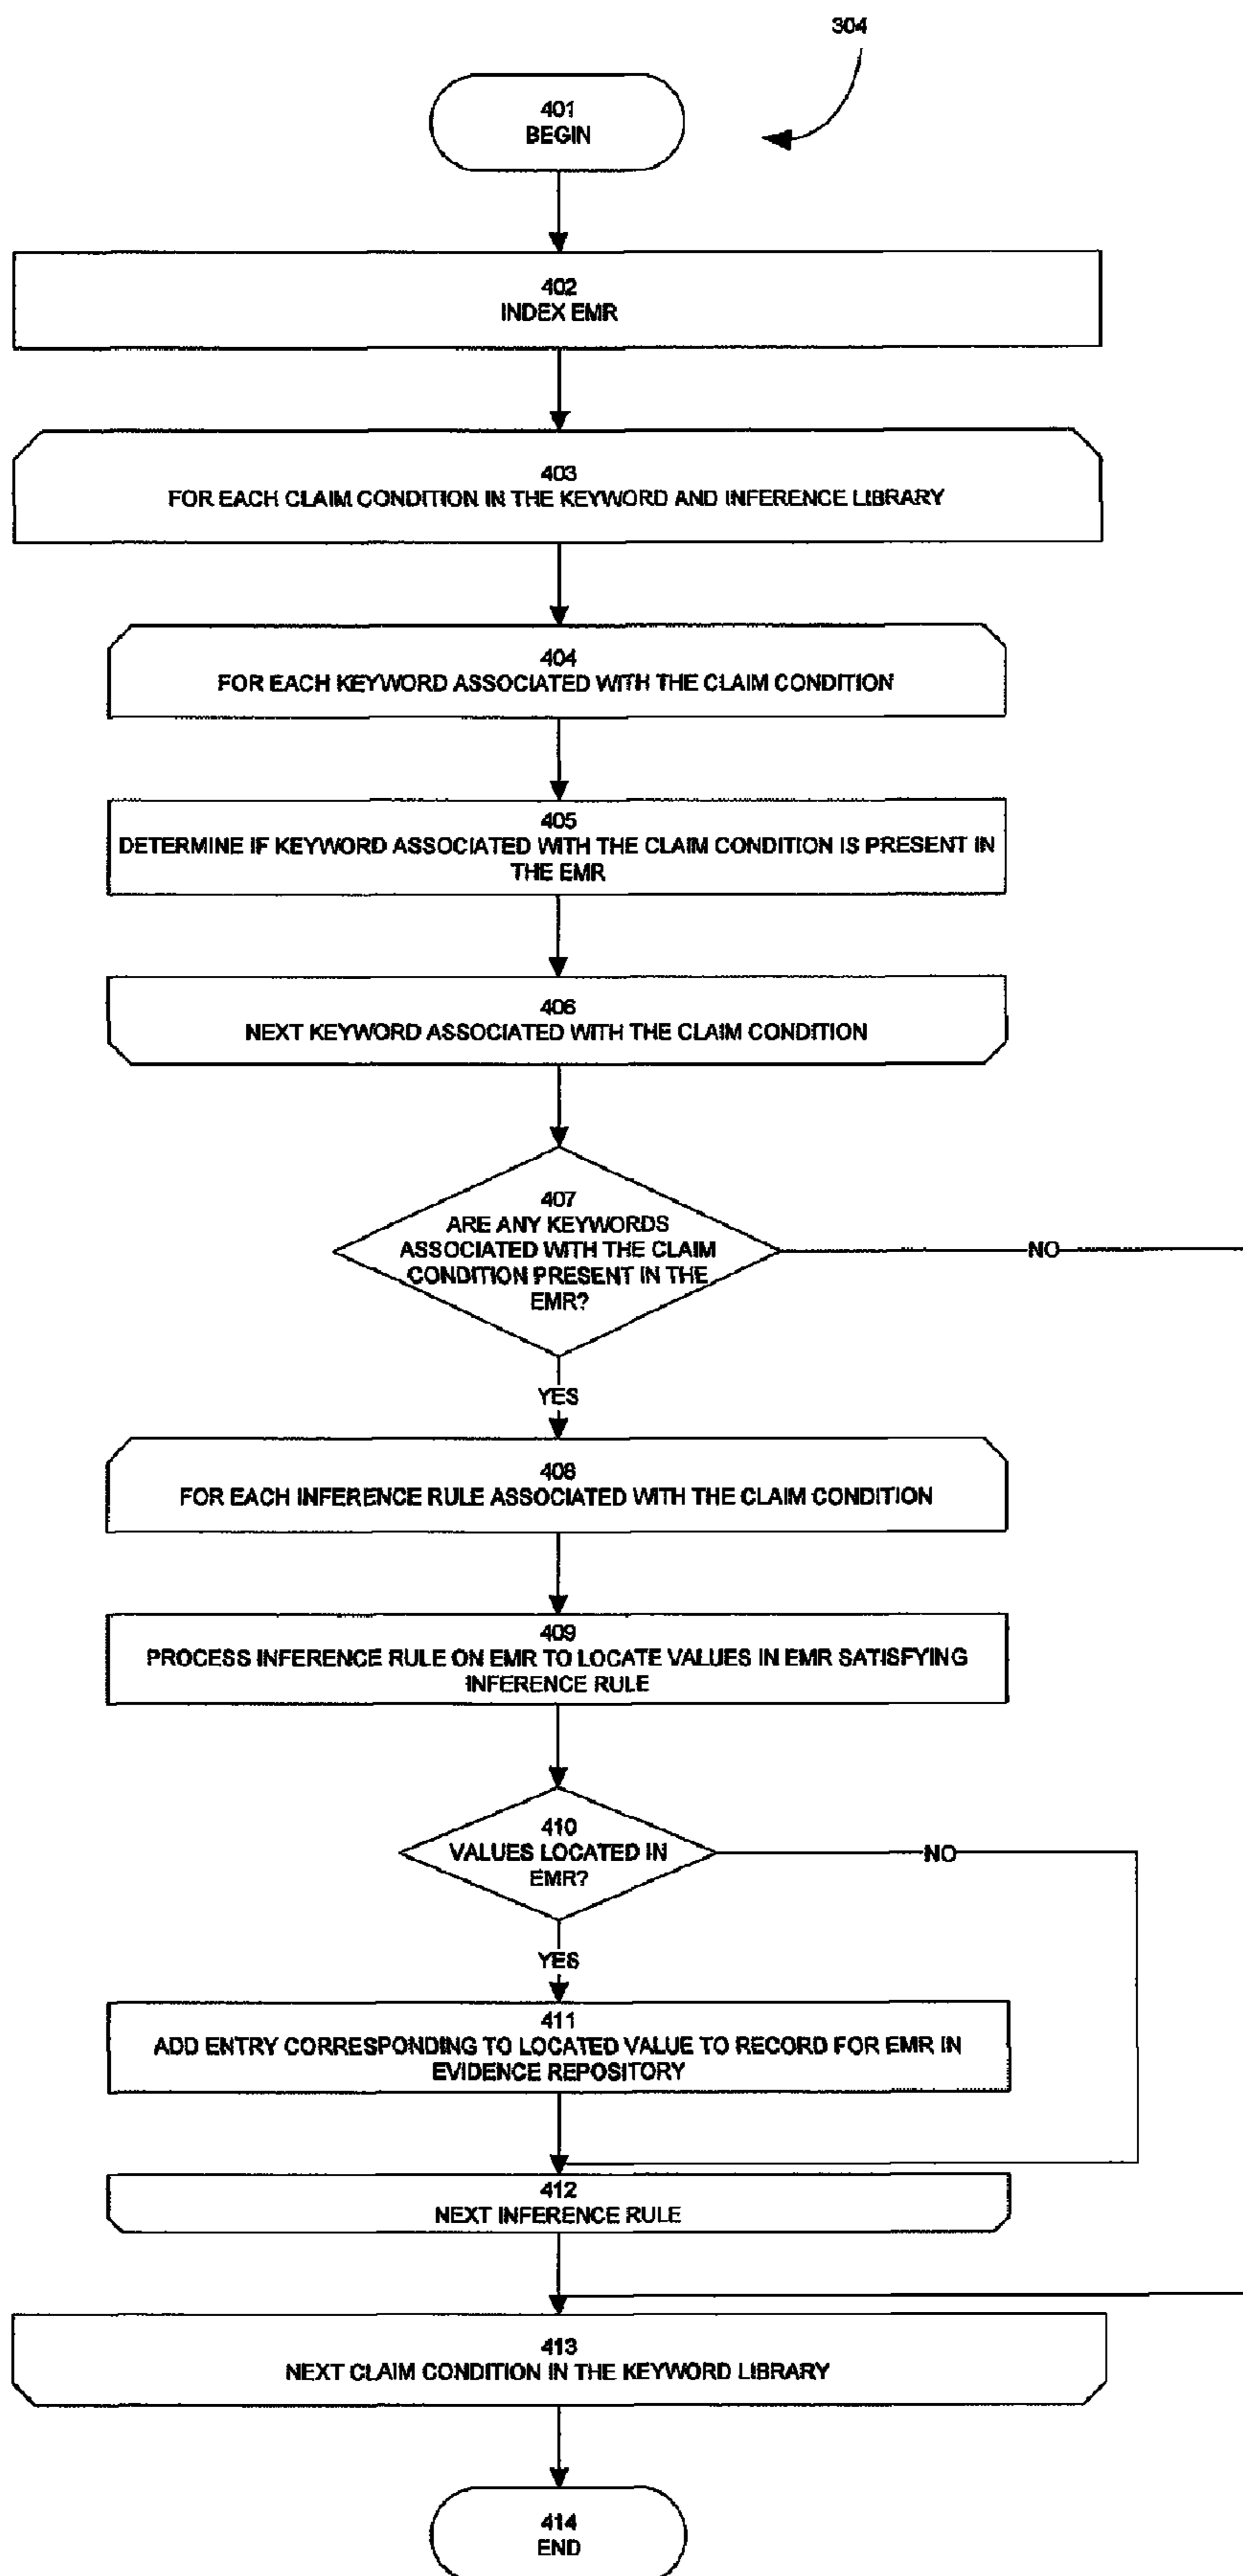 304
401
BEGIN
402
INDEX EMR
403
FOR EACH CLAIM CONDITION IN THE KEYWORD AND INFERENCE LIBRARY
404
FOR EACH KEYWORD ASSOCIATED WITH THE CLAIM CONDITION
405
DETERMINE IF KEYWORD ASSOCIATED WITH THE CLAIM CONDITION IS PRESENT IN
THE EMR
406
NEXT KEYWORD ASSOCIATED WITH THE CLAIM CONDITION
407
ARE ANY KEYWORDS
ASSOCIATED WITH THE CLAIM
CONDITION PRESENT IN THE
EMR?
NO
YES
408
FOR EACH INFERENCE RULE ASSOCIATED WITH THE CLAIM CONDITION
409
PROCESS INFERENCE RULE ON EMR TO LOCATE VALUES IN EMR SATISFYING
INFERENCE RULE
410
VALUES LOCATED IN
EMR?
NO
YES
411
ADD ENTRY CORRESPONDING TO LOCATED VALUE TO RECORD FOR EMR IN
EVIDENCE REPOSITORY
412
NEXT INFERENCE RULE
413
NEXT CLAIM CONDITION IN THE KEYWORD LIBRARY
414
END